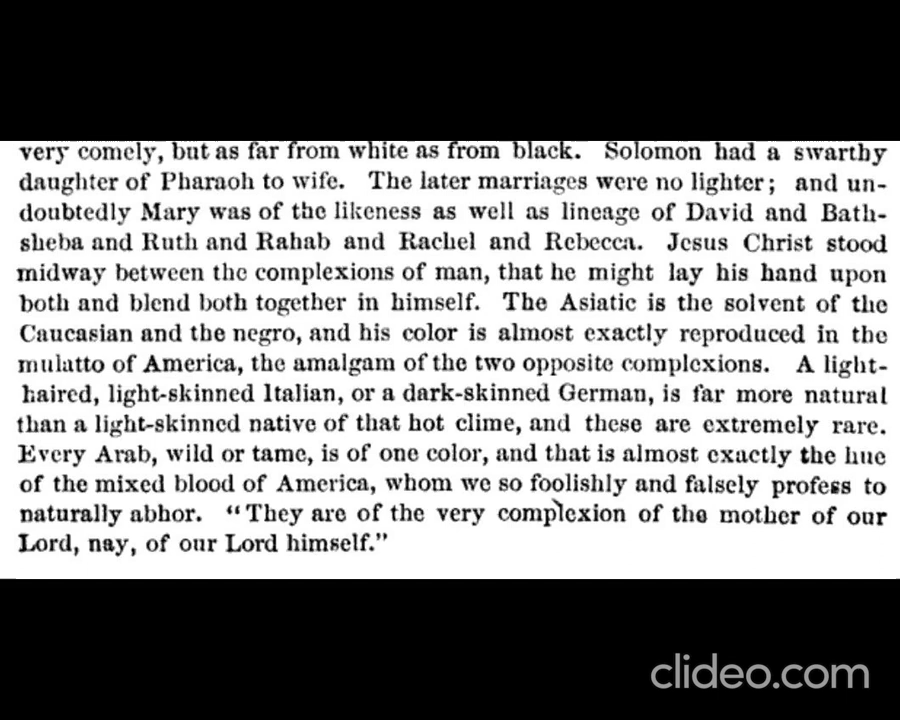 very comely, but as far from white as from black. Solomon had a swarthy
daughter of Pharaoh to wife. The later marriages were no lighter; and un-
doubtedly Mary was of the likeness as well as lineage of David and Bath-
sheba and Ruth and Rahab and Rachel and Rebecca. Jesus Christ stood
midway between the complexions of man, that he might lay his hand upon
both and blend both together in himself. The Asiatic is the solvent of the
Caucasian and the negro, and his color is almost exactly reproduced in the
mulatto of America, the amalgam of the two opposite complexions. A light-
haired, light-skinned Italian, or a dark-skinned German, is far more natural
than a light-skinned native of that hot clime, and these are extremely rare.
Every Arab, wild or tame, is of one color, and that is almost exactly the hue
of the mixed blood of America, whom we so foolishly and falsely profess to
naturally abhor. "They are of the very complexion of the mother of our
Lord, nay, of our Lord himself."
clideo.com